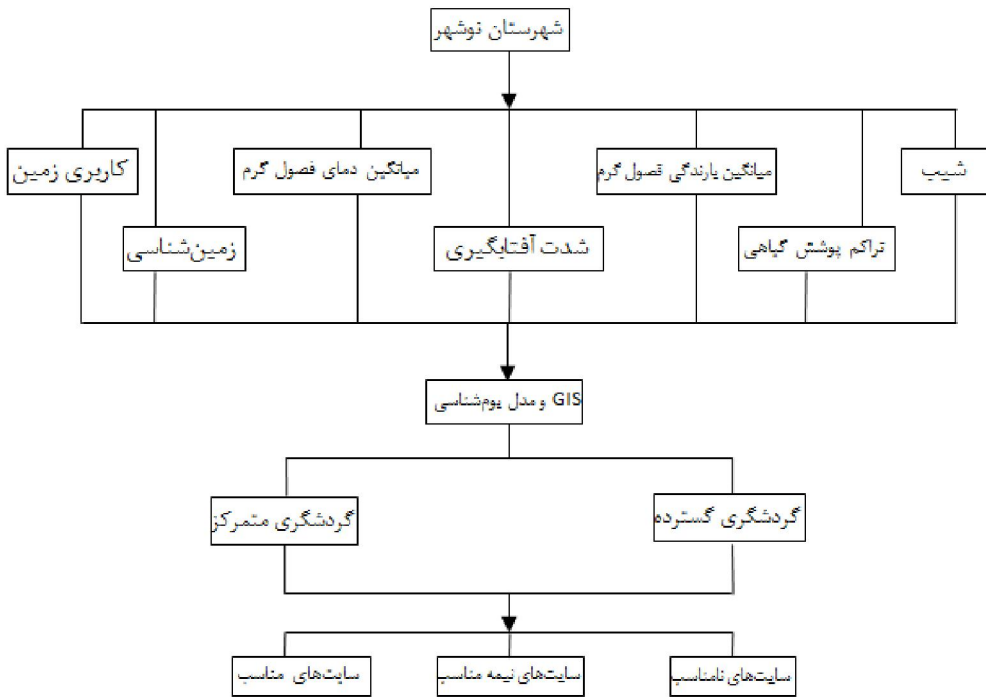 شهرستان نوشهر
شیب
میانگین بارندگی فصول گرم
میانگین دمای فصول گرم
کاربری زمین
تراکم پوشش گیاهی
شدت آفتابگیری
زمین‌شناسی
GIS و مدل بوم‌شناسی
گردشگری گسترده
گردشگری متمرکز
سایت‌های نامناسب
سایت‌های نیمه مناسب
سایت‌های مناسب